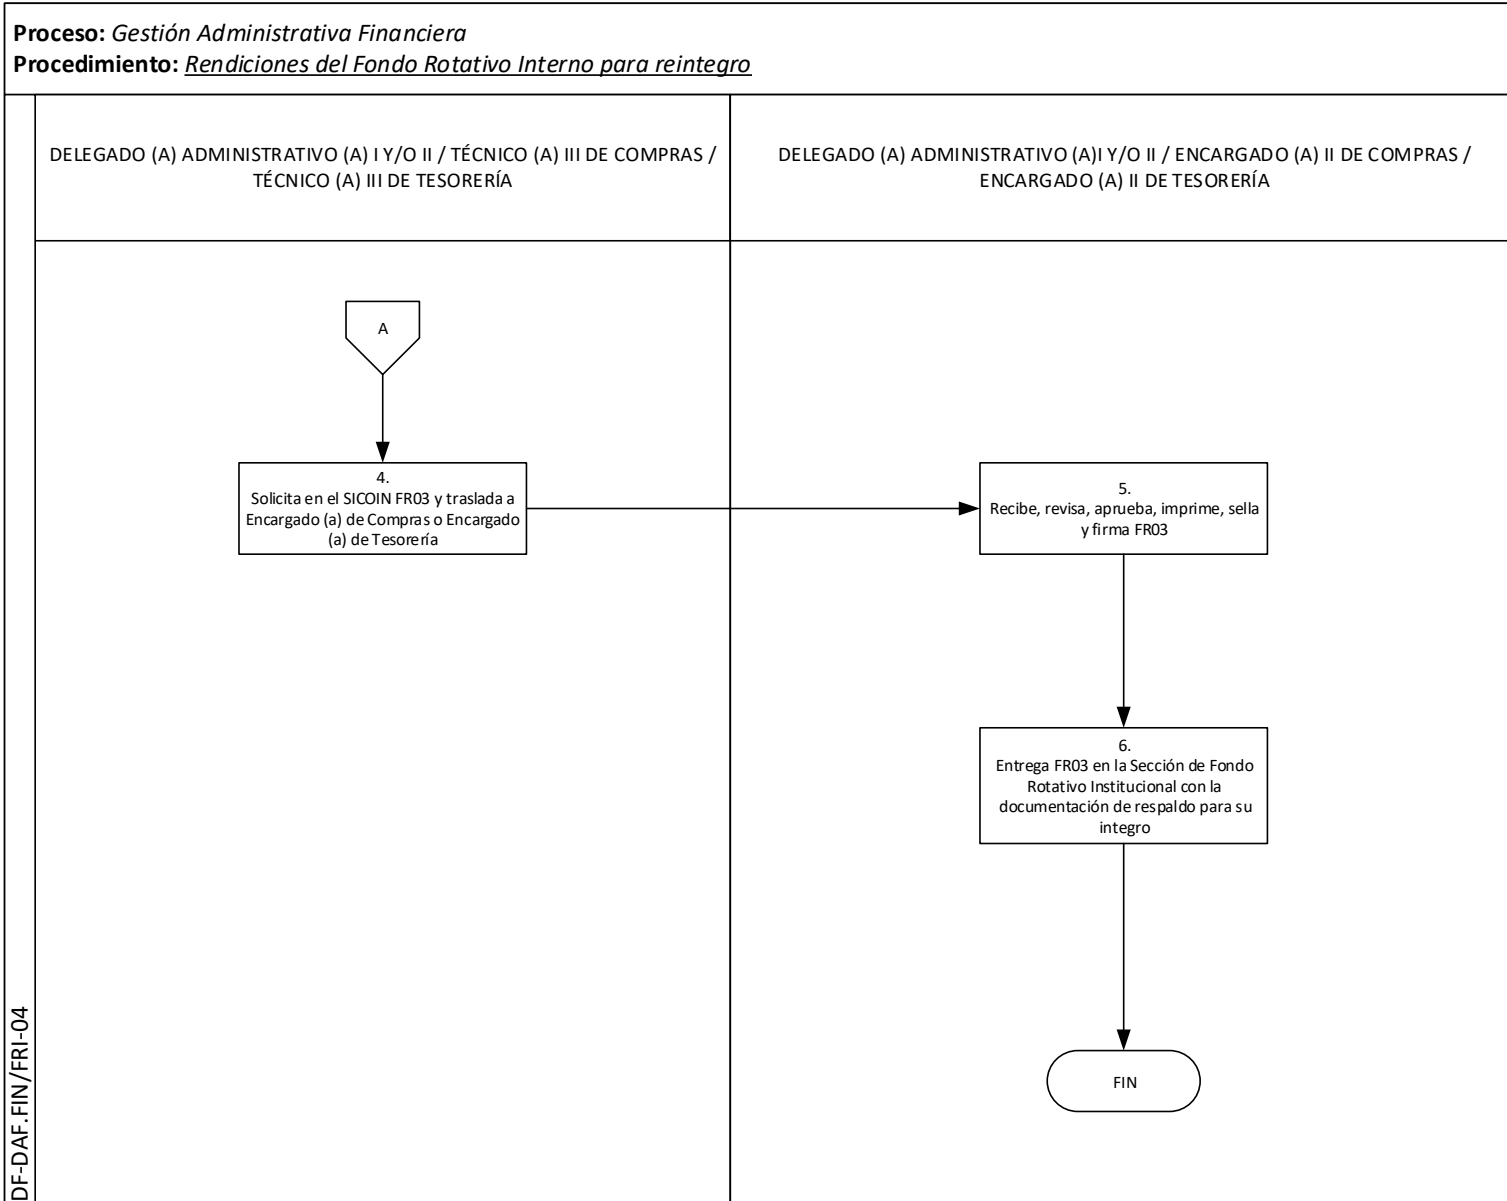 Proceso: Gestión Administrativa Financiera
Procedimiento: Rendiciones del Fondo Rotativo Interno para reintegro
DELEGADO (A) ADMINISTRATIVO (A) I Y/O II / TÉCNICO (A) III DE COMPRAS /
TÉCNICO (A) III DE TESORERÍA
DELEGADO (A) ADMINISTRATIVO (A)I Y/O II / ENCARGADO (A) II DE COMPRAS /
ENCARGADO (A) II DE TESORERÍA
A
4.
Solicita en el SICOIN FR03 y traslada a
Encargado (a) de Compras o Encargado
(a) de Tesorería
5.
Recibe, revisa, aprueba, imprime, sella
y firma FR03
6.
Entrega FR03 en la Sección de Fondo
Rotativo Institucional con la
documentación de respaldo para su
integro
FIN
DF-DAF.FIN/FRI-04